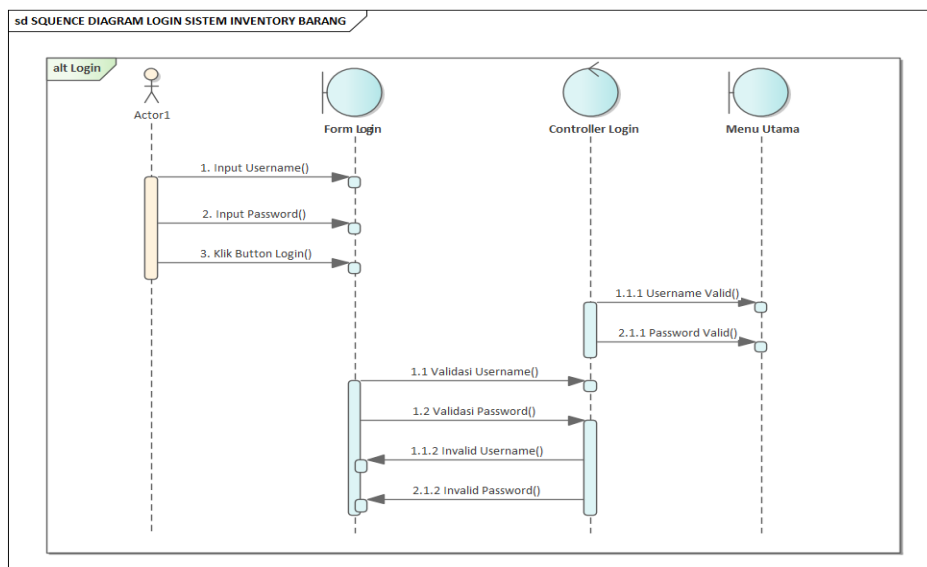 sd SQUENCE DIAGRAM LOGIN SISTEM INVENTORY BARANG
alt Login
Actor1
Form Login
Controller Login
Menu Utama
1. Input Username()
2. Input Password()
3. Klik Button Login()
1.1.1 Username Valid()
2.1.1 Password Valid()
1.1 Validasi Username()
1.2 Validasi Password()
1.1.2 Invalid Username()
2.1.2 Invalid Password()